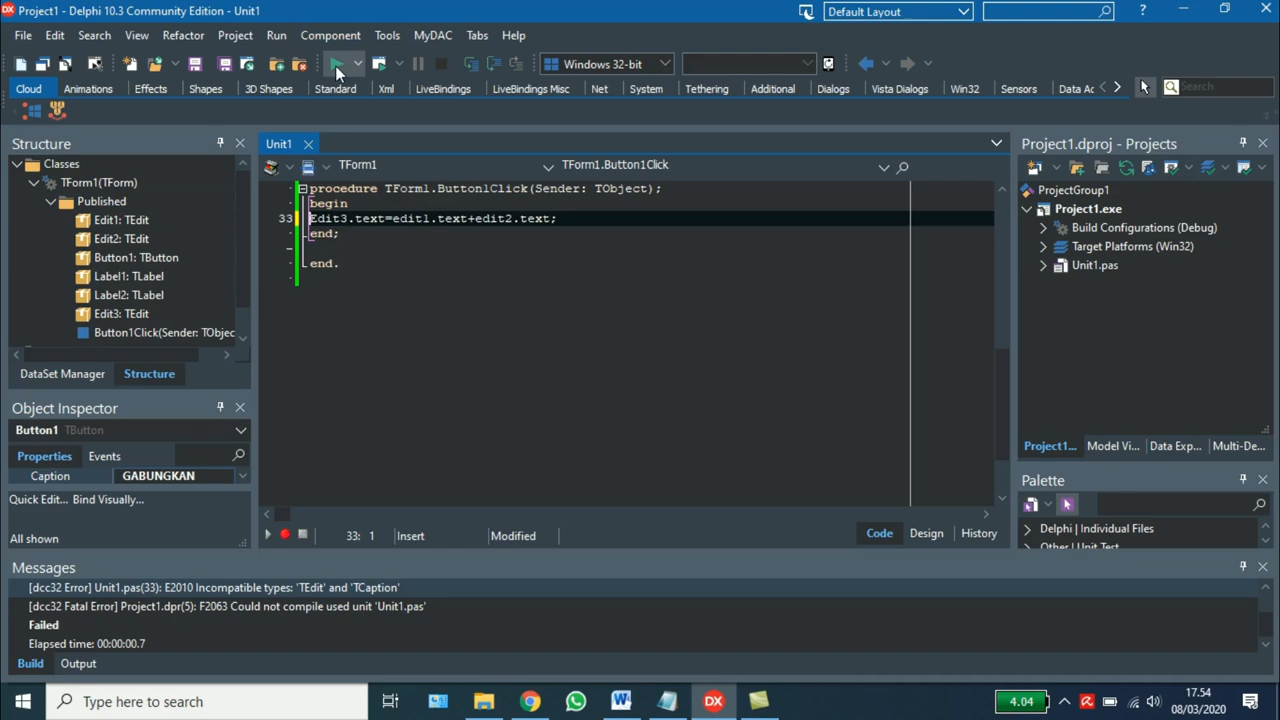 Project1 - Delphi 10.3 Community Edition - Unit1
Default Layout
?
File Edit Search View Refactor Project Run Component Tools MyDAC Tabs Help
Windows 32-bit
Cloud Animations Effects Shapes 3D Shapes Standard Xml LiveBindings LiveBindings Misc Net System Tethering Additional Dialogs Vista Dialogs Win32 Sensors Data Ac
Search
Structure
Classes
TForm1(TForm)
Published
Edit1: TEdit
Edit2: TEdit
Button1: TButton
Label1: TLabel
Label2: TLabel
Edit3: TEdit
Button1Click(Sender: TObjec
DataSet Manager Structure
Object Inspector
Button1 TButton
Properties Events
Caption GABUNGKAN
Quick Edit... Bind Visually...
All shown
Unit1
TForm1 TForm1.Button1Click
procedure TForm1.Button1Click(Sender: TObject);
begin
33 Edit3.text=edit1.text+edit2.text;
end;
end.
33: 1 Insert Modified
Code Design History
Project1.dproj - Projects
ProjectGroup1
Project1.exe
Build Configurations (Debug)
Target Platforms (Win32)
Unit1.pas
Project1... Model Vi... Data Exp... Multi-De...
Palette
Delphi | Individual Files
Other | Unit Test
Messages
[dcc32 Error] Unit1.pas(33): E2010 Incompatible types: 'TEdit' and 'TCaption'
[dcc32 Fatal Error] Project1.dpr(5): F2063 Could not compile used unit 'Unit1.pas'
Failed
Elapsed time: 00:00:00.7
Build Output
Type here to search
DX
4.04
17.54
08/03/2020